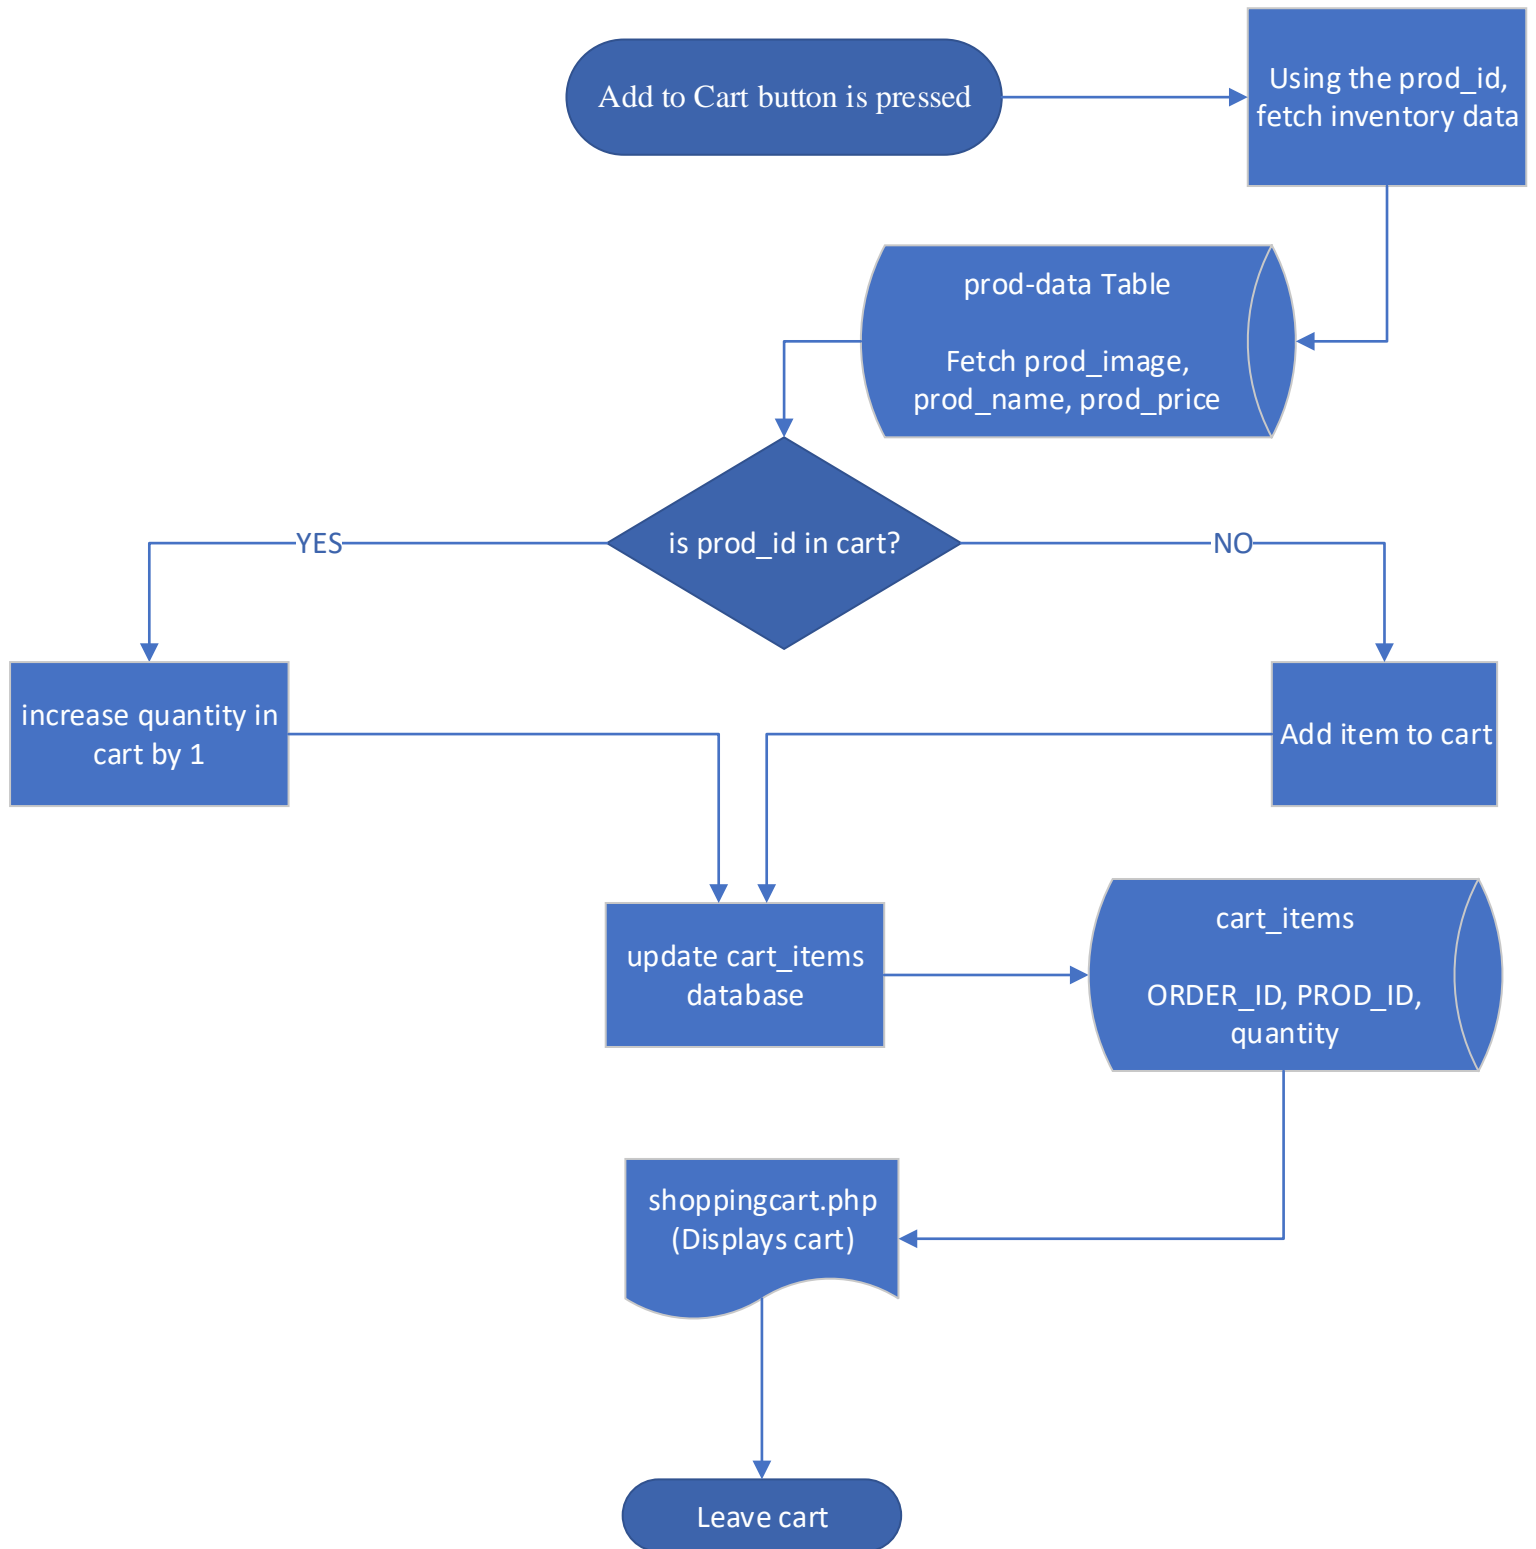 Add to Cart button is pressed
Using the prod_id,
fetch inventory data
prod-data Table
Fetch prod_image,
prod_name, prod_price
is prod_id in cart?
YES
NO
increase quantity in
cart by 1
Add item to cart
update cart_items
database
cart_items
ORDER_ID, PROD_ID,
quantity
shoppingcart.php
(Displays cart)
Leave cart